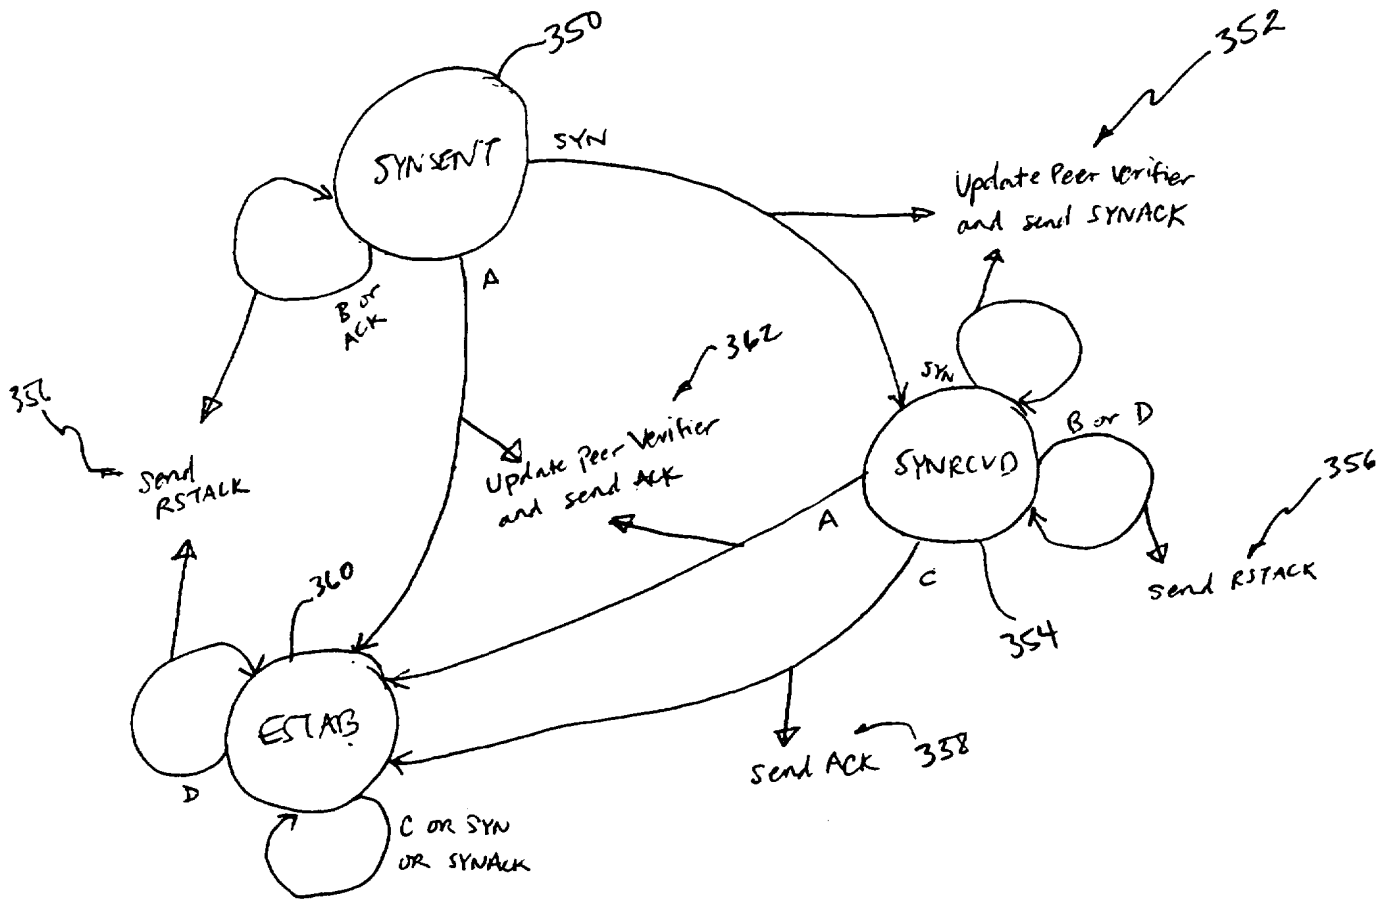 350
352
SYNSENT
SYN
Update Peer Verifier
and send SYNACK
A
B or
ACK
362
SYN
B or D
356
Send
RSTACK
Update Peer Verifier
and send ACK
SYNRCVD
356
A
C
Send RSTACK
360
354
ESTAB
Send ACK
358
D
C OR SYN
OR SYNACK